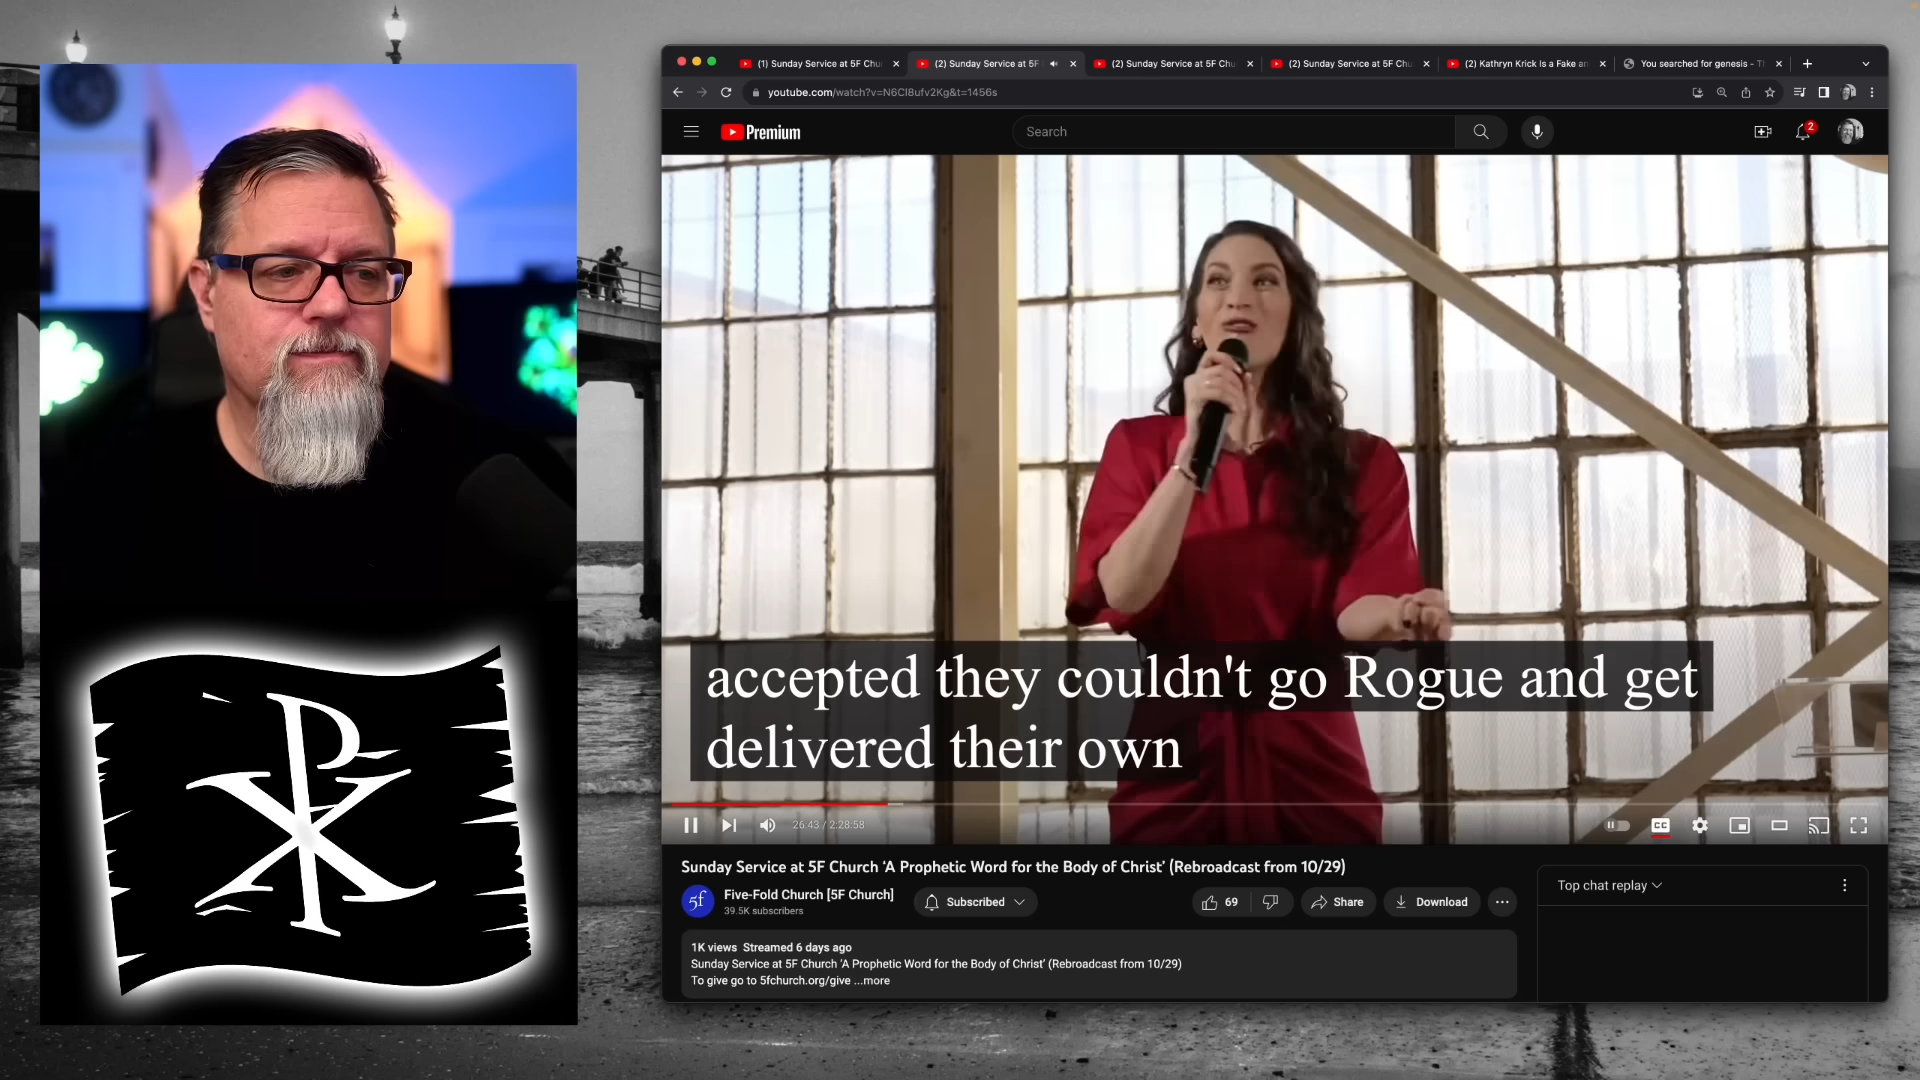 (1) Sunday Service at 5F Chu
(2) Sunday Service at 5F
(2) Sunday Service at 5F Chu
(2) Sunday Service at 5F Chu
(2) Kathryn Krick Is a Fake an
You searched for genesis - Th
youtube.com/watch?v=N6Cl8ufv2Kg&t=1456s
Premium
Search
2
accepted they couldn't go Rogue and get
delivered their own
26:43 / 2:28:58
CC
Sunday Service at 5F Church 'A Prophetic Word for the Body of Christ' (Rebroadcast from 10/29)
5f
Five-Fold Church [5F Church]
39.5K subscribers
Subscribed
69
Share
Download
Top chat replay
1K views Streamed 6 days ago
Sunday Service at 5F Church 'A Prophetic Word for the Body of Christ' (Rebroadcast from 10/29)
To give go to 5fchurch.org/give ...more